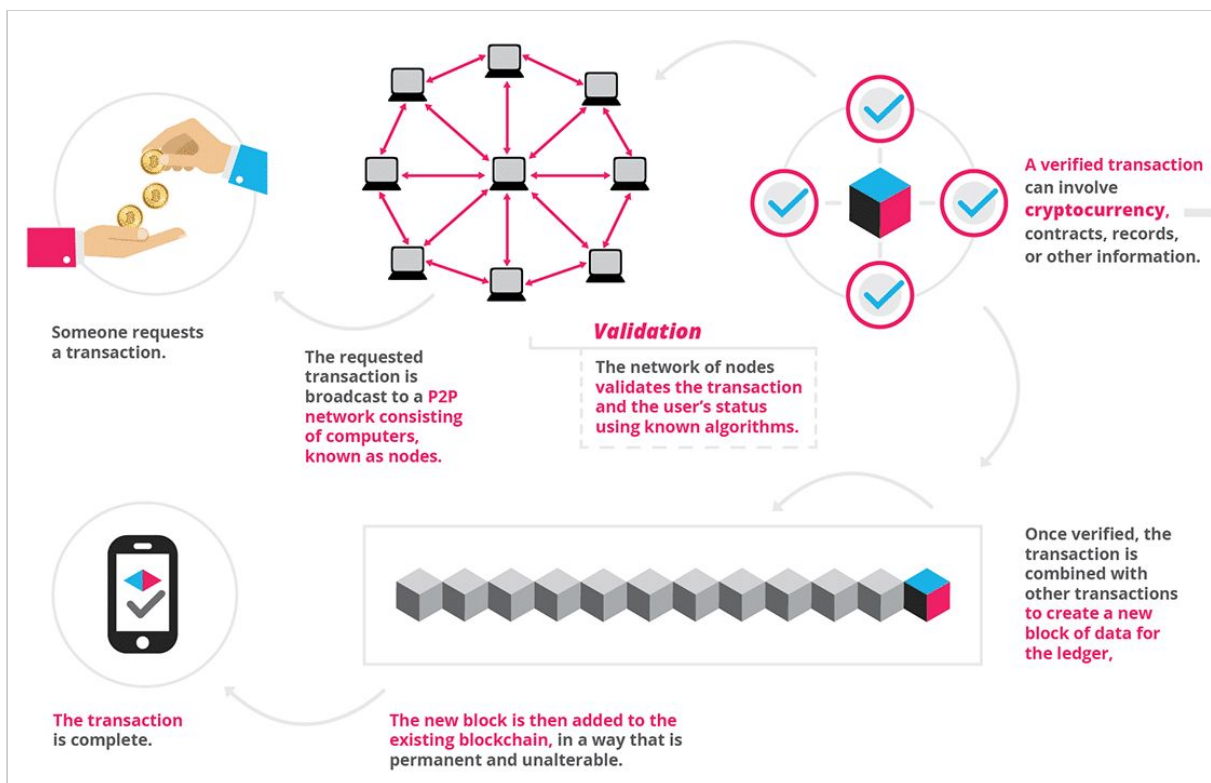 Someone requests
a transaction.
The requested
transaction is
broadcast to a P2P
network consisting
of computers,
known as nodes.
Validation
The network of nodes
validates the transaction
and the user's status
using known algorithms.
A verified transaction
can involve
cryptocurrency,
contracts, records,
or other information.
Once verified, the
transaction is
combined with
other transactions
to create a new
block of data for
the ledger,
The new block is then added to the
existing blockchain, in a way that is
permanent and unalterable.
The transaction
is complete.